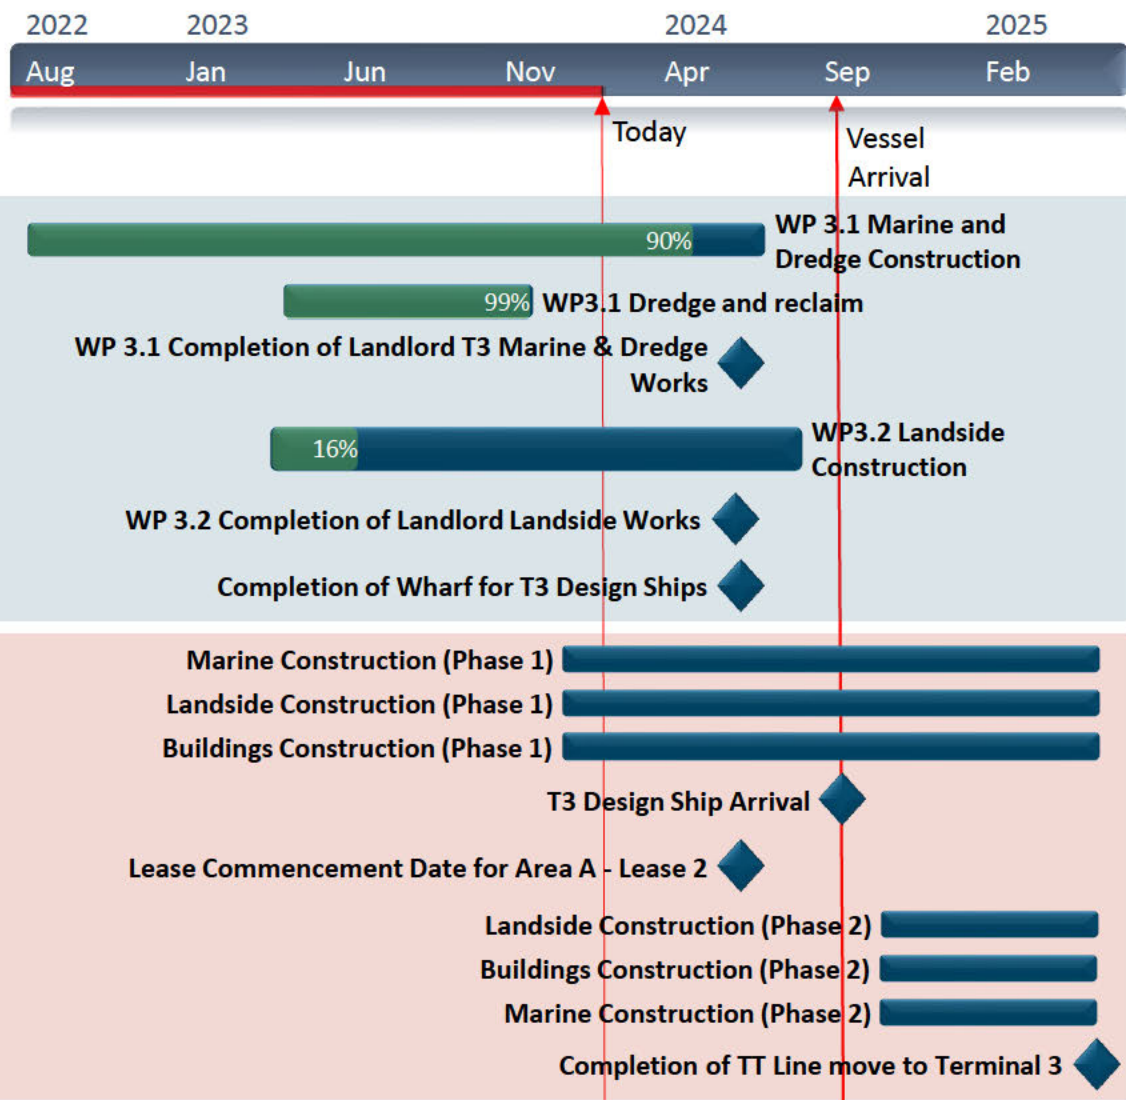 2022 2023 2024 2025
Aug Jan Jun Nov Apr Sep Feb
Today
Vessel
Arrival
WP 3.1 Marine and
Dredge Construction
90%
99%
WP3.1 Dredge and reclaim
WP 3.1 Completion of Landlord T3 Marine & Dredge
Works
16%
WP3.2 Landside
Construction
WP 3.2 Completion of Landlord Landside Works
Completion of Wharf for T3 Design Ships
Marine Construction (Phase 1)
Landside Construction (Phase 1)
Buildings Construction (Phase 1)
T3 Design Ship Arrival
Lease Commencement Date for Area A - Lease 2
Landside Construction (Phase 2)
Buildings Construction (Phase 2)
Marine Construction (Phase 2)
Completion of TT Line move to Terminal 3